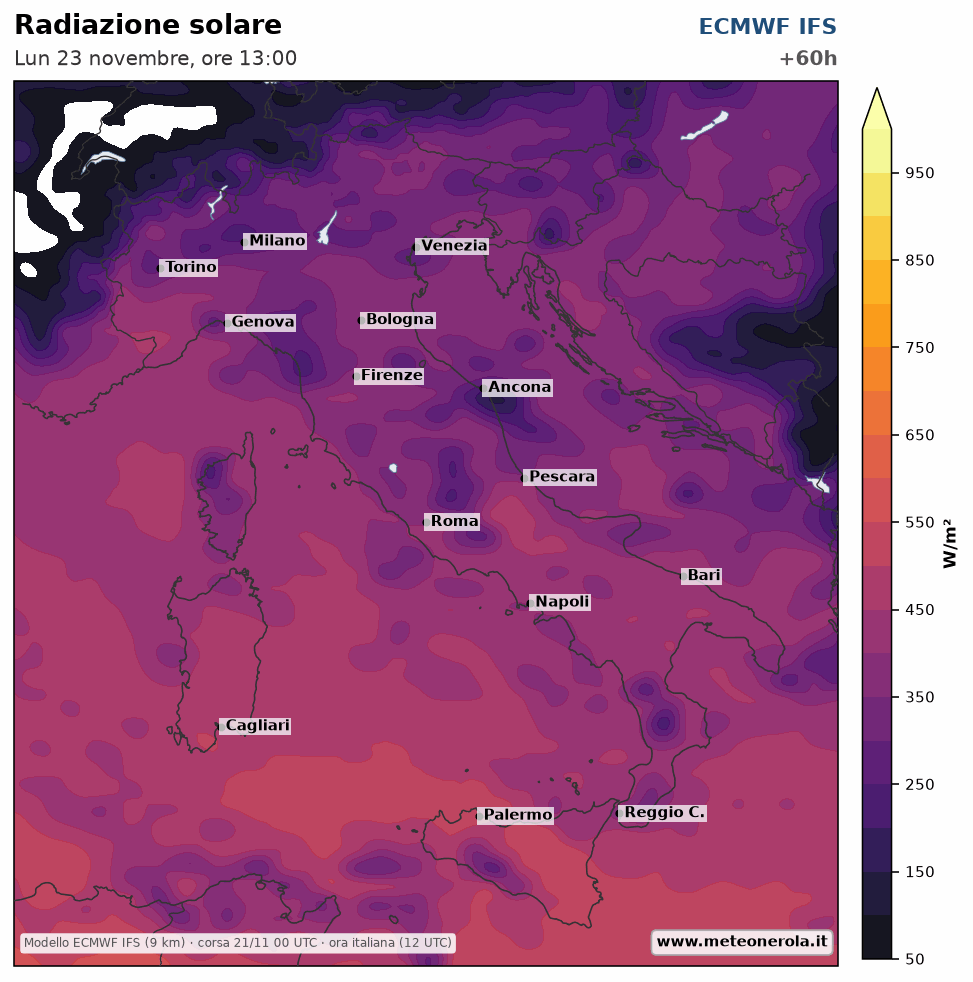 Radiazione solare
ECMWF IFS
Lun 23 novembre, ore 13:00
+60h
Milano
Venezia
Torino
Genova
Bologna
Firenze
Ancona
Pescara
Roma
Bari
Napoli
Cagliari
Palermo
Reggio C.
950
850
750
650
550
450
350
250
150
50
W/m²
Modello ECMWF IFS (9 km) · corsa 21/11 00 UTC · ora italiana (12 UTC)
www.meteonerola.it